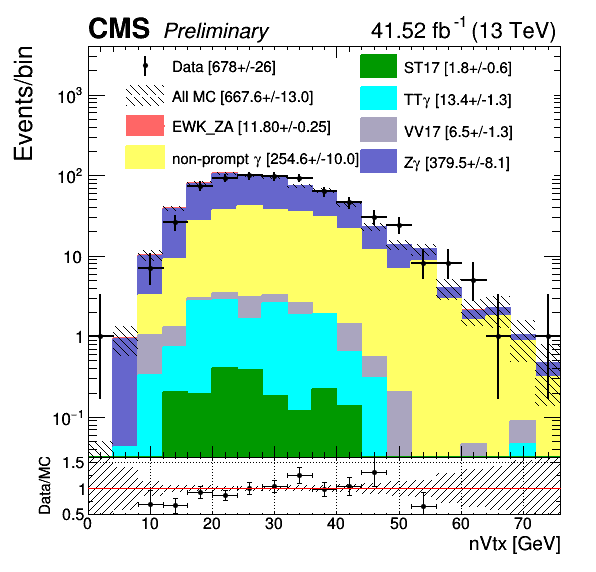 CMS Preliminary 41.52 fb⁻¹ (13 TeV)
Events/bin
Data [678+/-26]
All MC [667.6+/-13.0]
EWK_ZA [11.80+/-0.25]
non-prompt γ [254.6+/-10.0]
ST17 [1.8+/-0.6]
TTγ [13.4+/-1.3]
VV17 [6.5+/-1.3]
Zγ [379.5+/-8.1]
10³
10²
10
1
10⁻¹
Data/MC
1.5
1
0.5
0 10 20 30 40 50 60 70
nVtx [GeV]